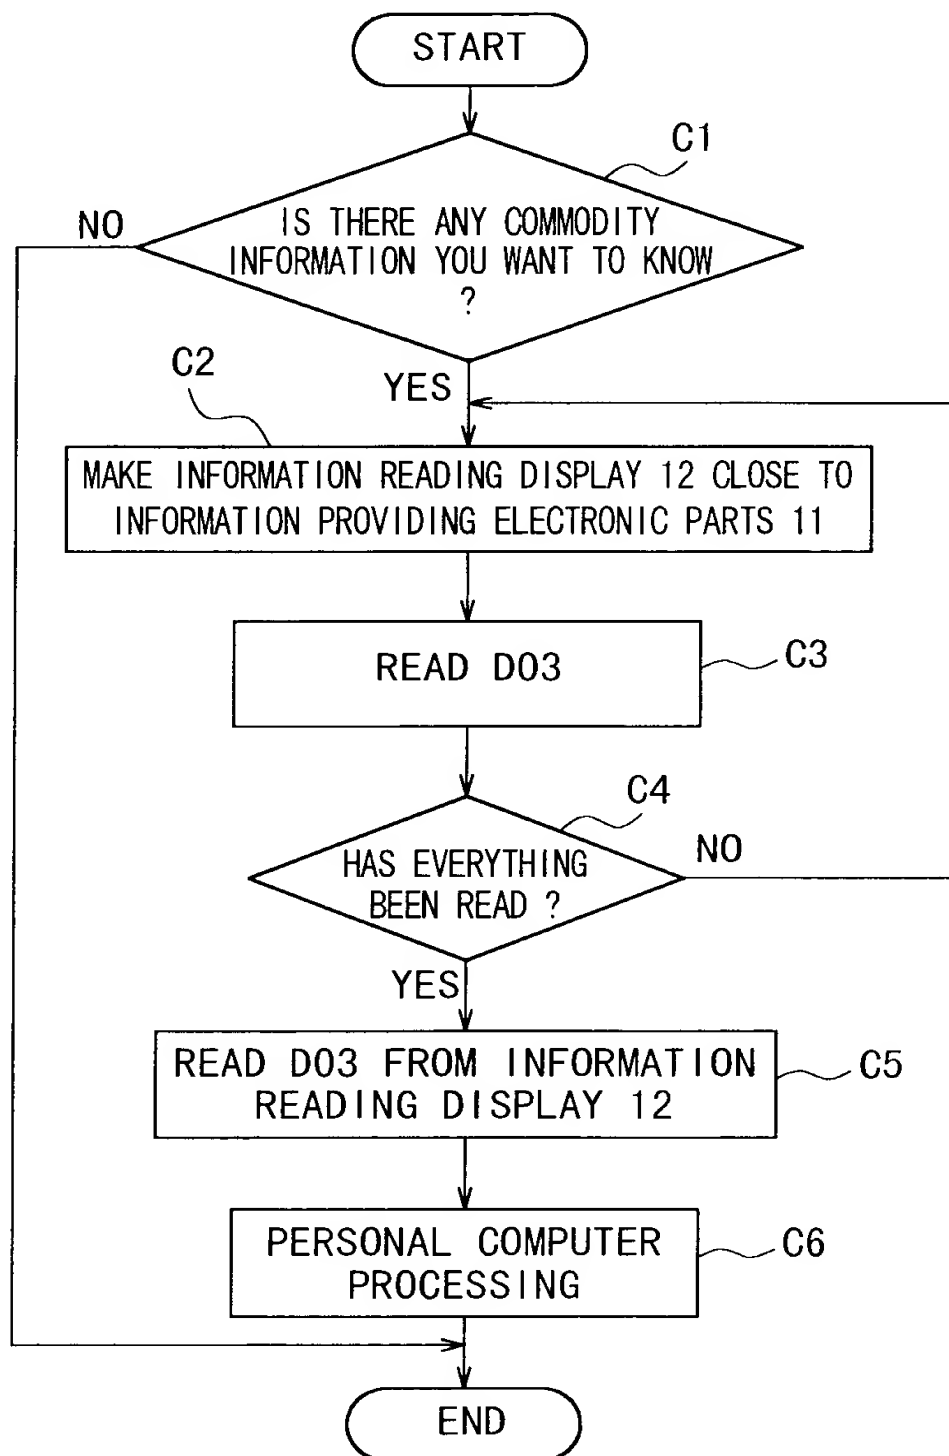 START
C1
NO
IS THERE ANY COMMODITY
INFORMATION YOU WANT TO KNOW
?
C2
YES
MAKE INFORMATION READING DISPLAY 12 CLOSE TO
INFORMATION PROVIDING ELECTRONIC PARTS 11
READ D03
C3
C4
HAS EVERYTHING
BEEN READ ?
NO
YES
READ D03 FROM INFORMATION
READING DISPLAY 12
C5
PERSONAL COMPUTER
PROCESSING
C6
END